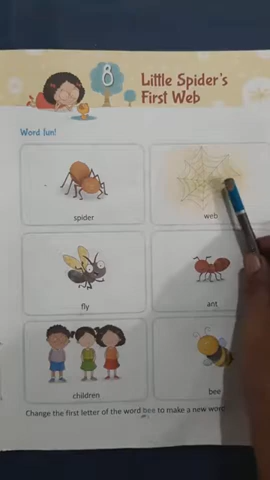 8
Little Spider's
First Web
Word fun!
spider
web
fly
ant
children
bee
Change the first letter of the word bee to make a new word